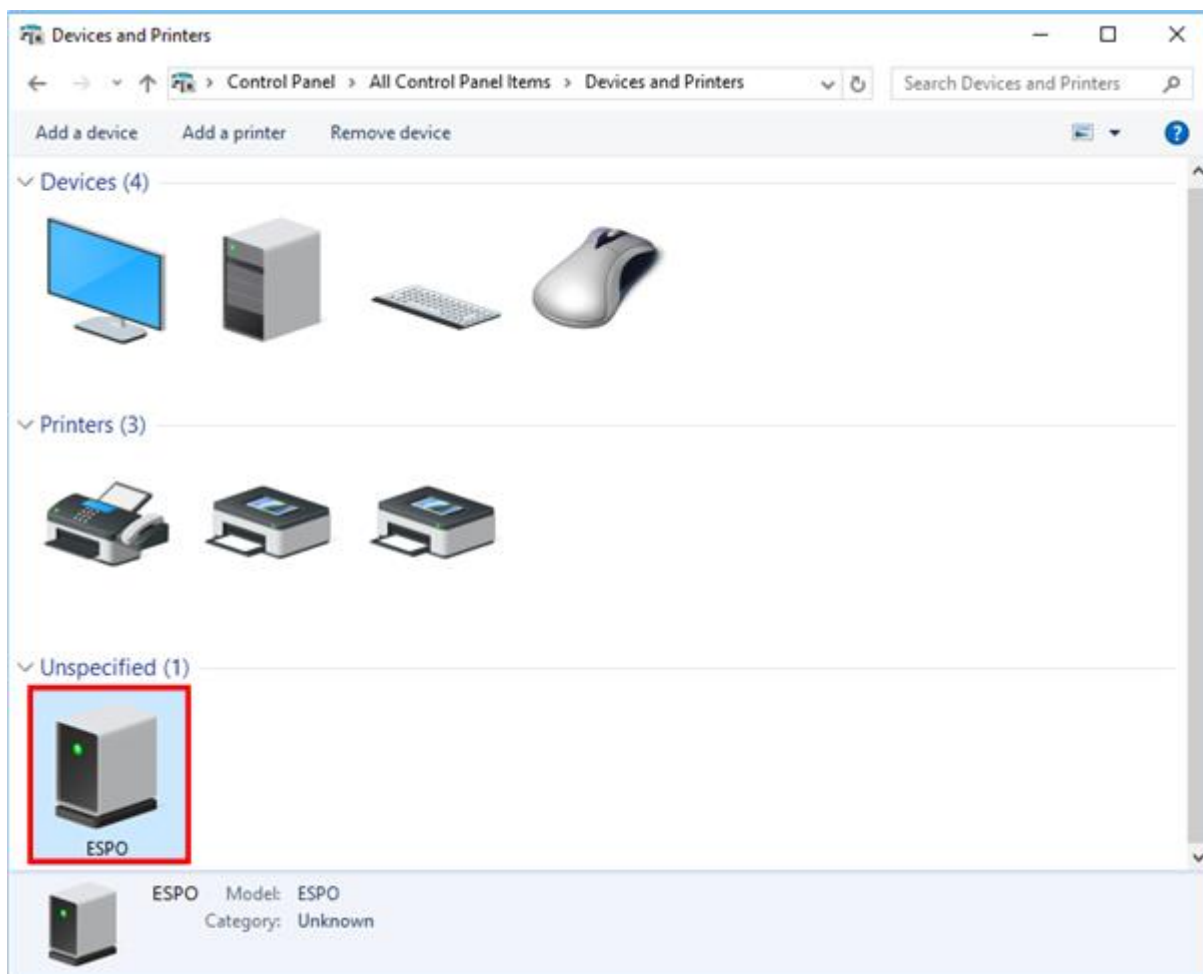 Devices and Printers
Control Panel > All Control Panel Items > Devices and Printers
Search Devices and Printers
Add a device Add a printer Remove device
Devices (4)
Printers (3)
Unspecified (1)
ESPO
ESPO Model: ESPO
Category: Unknown